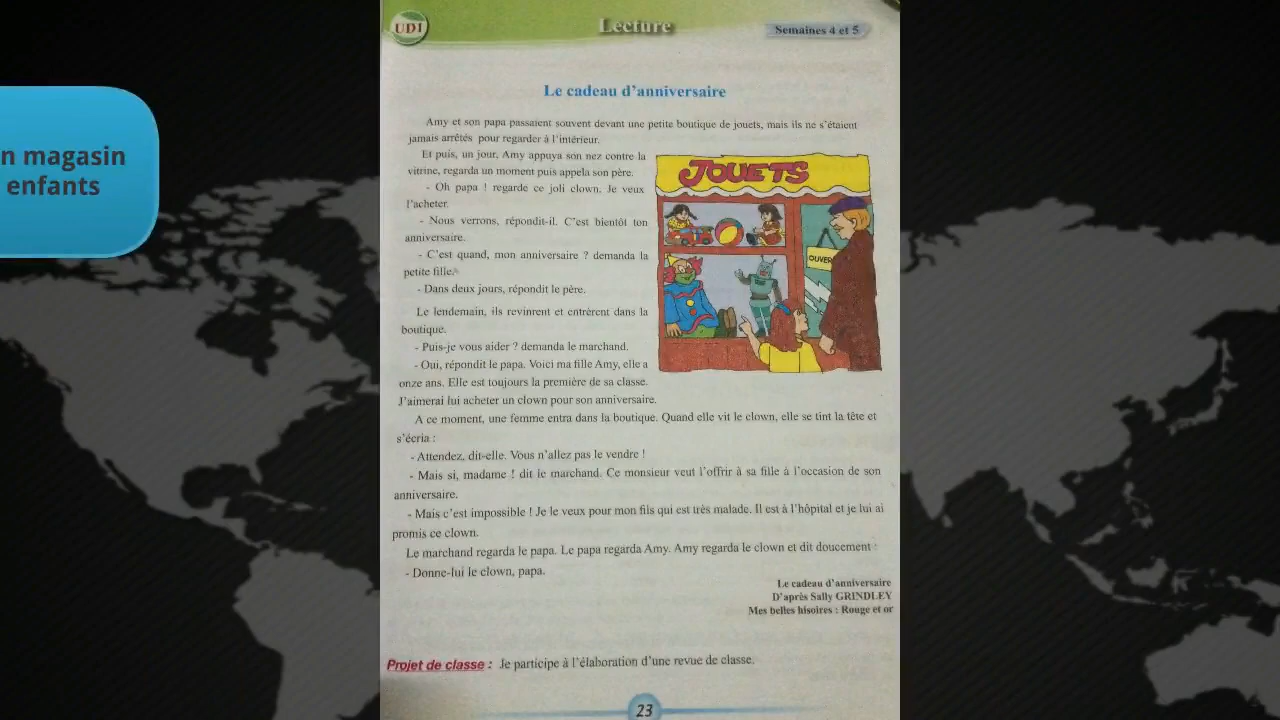 n magasin
enfants
UD1
Lecture
Semaines 4 et 5
Le cadeau d'anniversaire
Amy et son papa passaient souvent devant une petite boutique de jouets, mais ils ne s'étaient
jamais arrêtés pour regarder à l'intérieur.
Et puis, un jour, Amy appuya son nez contre la
vitrine, regarda un moment puis appela son père.
- Oh papa ! regarde ce joli clown. Je veux
l'acheter.
- Nous verrons, répondit-il. C'est bientôt ton
anniversaire.
- C'est quand, mon anniversaire ? demanda la
petite fille.
- Dans deux jours, répondit le père.
Le lendemain, ils revinrent et entrèrent dans la
boutique.
- Puis-je vous aider ? demanda le marchand.
- Oui, répondit le papa. Voici ma fille Amy, elle a
onze ans. Elle est toujours la première de sa classe.
J'aimerai lui acheter un clown pour son anniversaire.
JOUETS
OUVER
A ce moment, une femme entra dans la boutique. Quand elle vit le clown, elle se tint la tête et
s'écria :
- Attendez, dit-elle. Vous n'allez pas le vendre !
- Mais si, madame ! dit le marchand. Ce monsieur veut l'offrir à sa fille à l'occasion de son
anniversaire.
- Mais c'est impossible ! Je le veux pour mon fils qui est très malade. Il est à l'hôpital et je lui ai
promis ce clown.
Le marchand regarda le papa. Le papa regarda Amy. Amy regarda le clown et dit doucement :
- Donne-lui le clown, papa.
Le cadeau d'anniversaire
D'après Sally GRINDLEY
Mes belles hisoires : Rouge et or
Projet de classe : Je participe à l'élaboration d'une revue de classe.
23